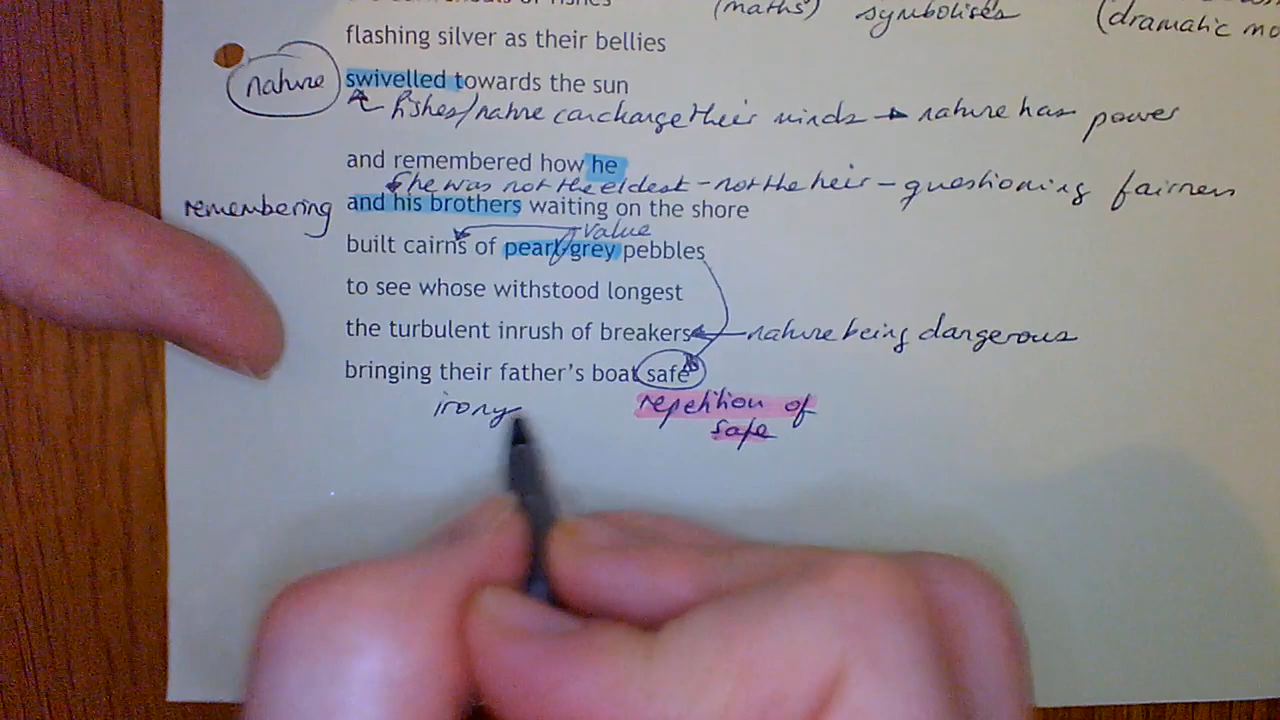 (maths) symbolises (dramatic mo
flashing silver as their bellies
nature swivelled towards the sun
fishes/nature can change their minds → nature has power
and remembered how he
he was not the eldest - not the heir - questioning fairness
remembering and his brothers waiting on the shore
value
built cairns of pearl/grey pebbles
to see whose withstood longest
the turbulent inrush of breakers nature being dangerous
bringing their father's boat safe
irony repetition of
safe